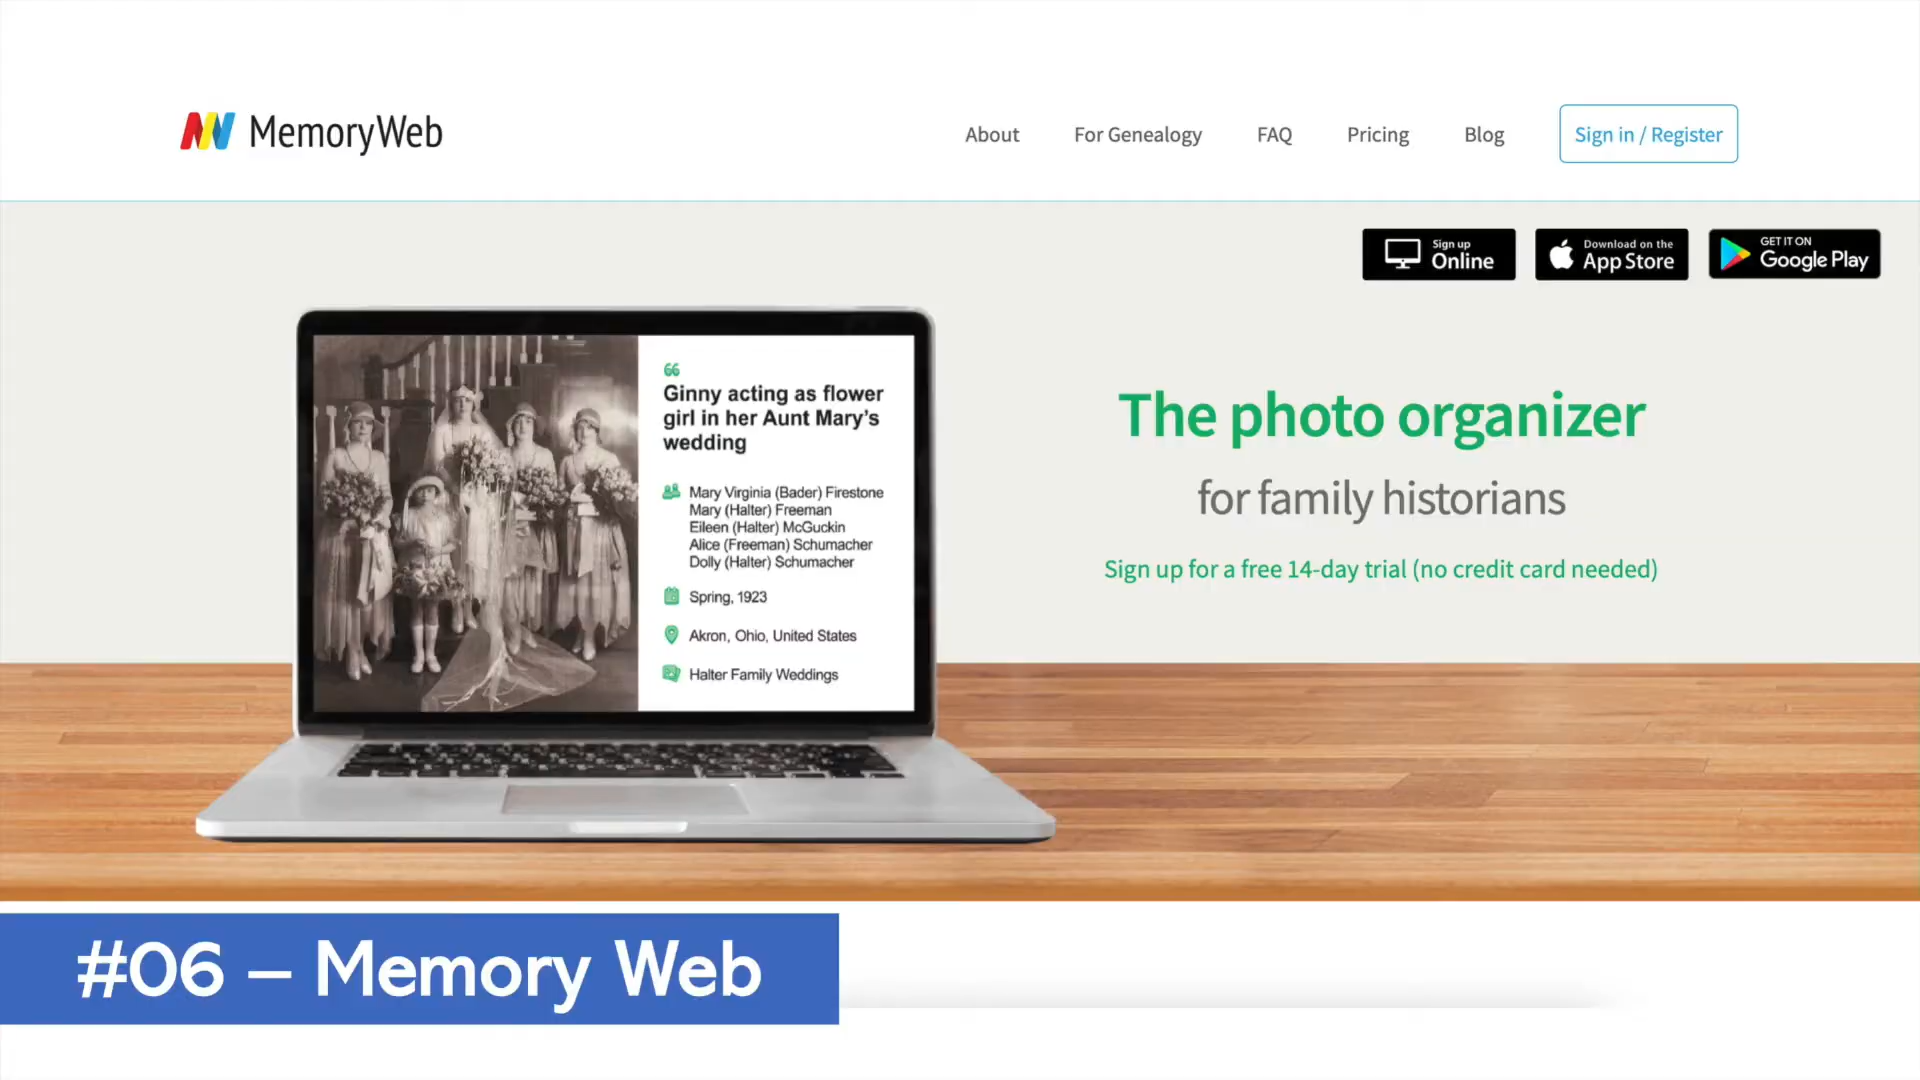 MemoryWeb
About
For Genealogy
FAQ
Pricing
Blog
Sign in / Register
Sign up
Online
Download on the
App Store
GET IT ON
Google Play
Ginny acting as flower
girl in her Aunt Mary's
wedding
Mary Virginia (Bader) Firestone
Mary (Halter) Freeman
Eileen (Halter) McGuckin
Alice (Freeman) Schumacher
Dolly (Halter) Schumacher
Spring, 1923
Akron, Ohio, United States
Halter Family Weddings
The photo organizer
for family historians
Sign up for a free 14-day trial (no credit card needed)
#06 – Memory Web